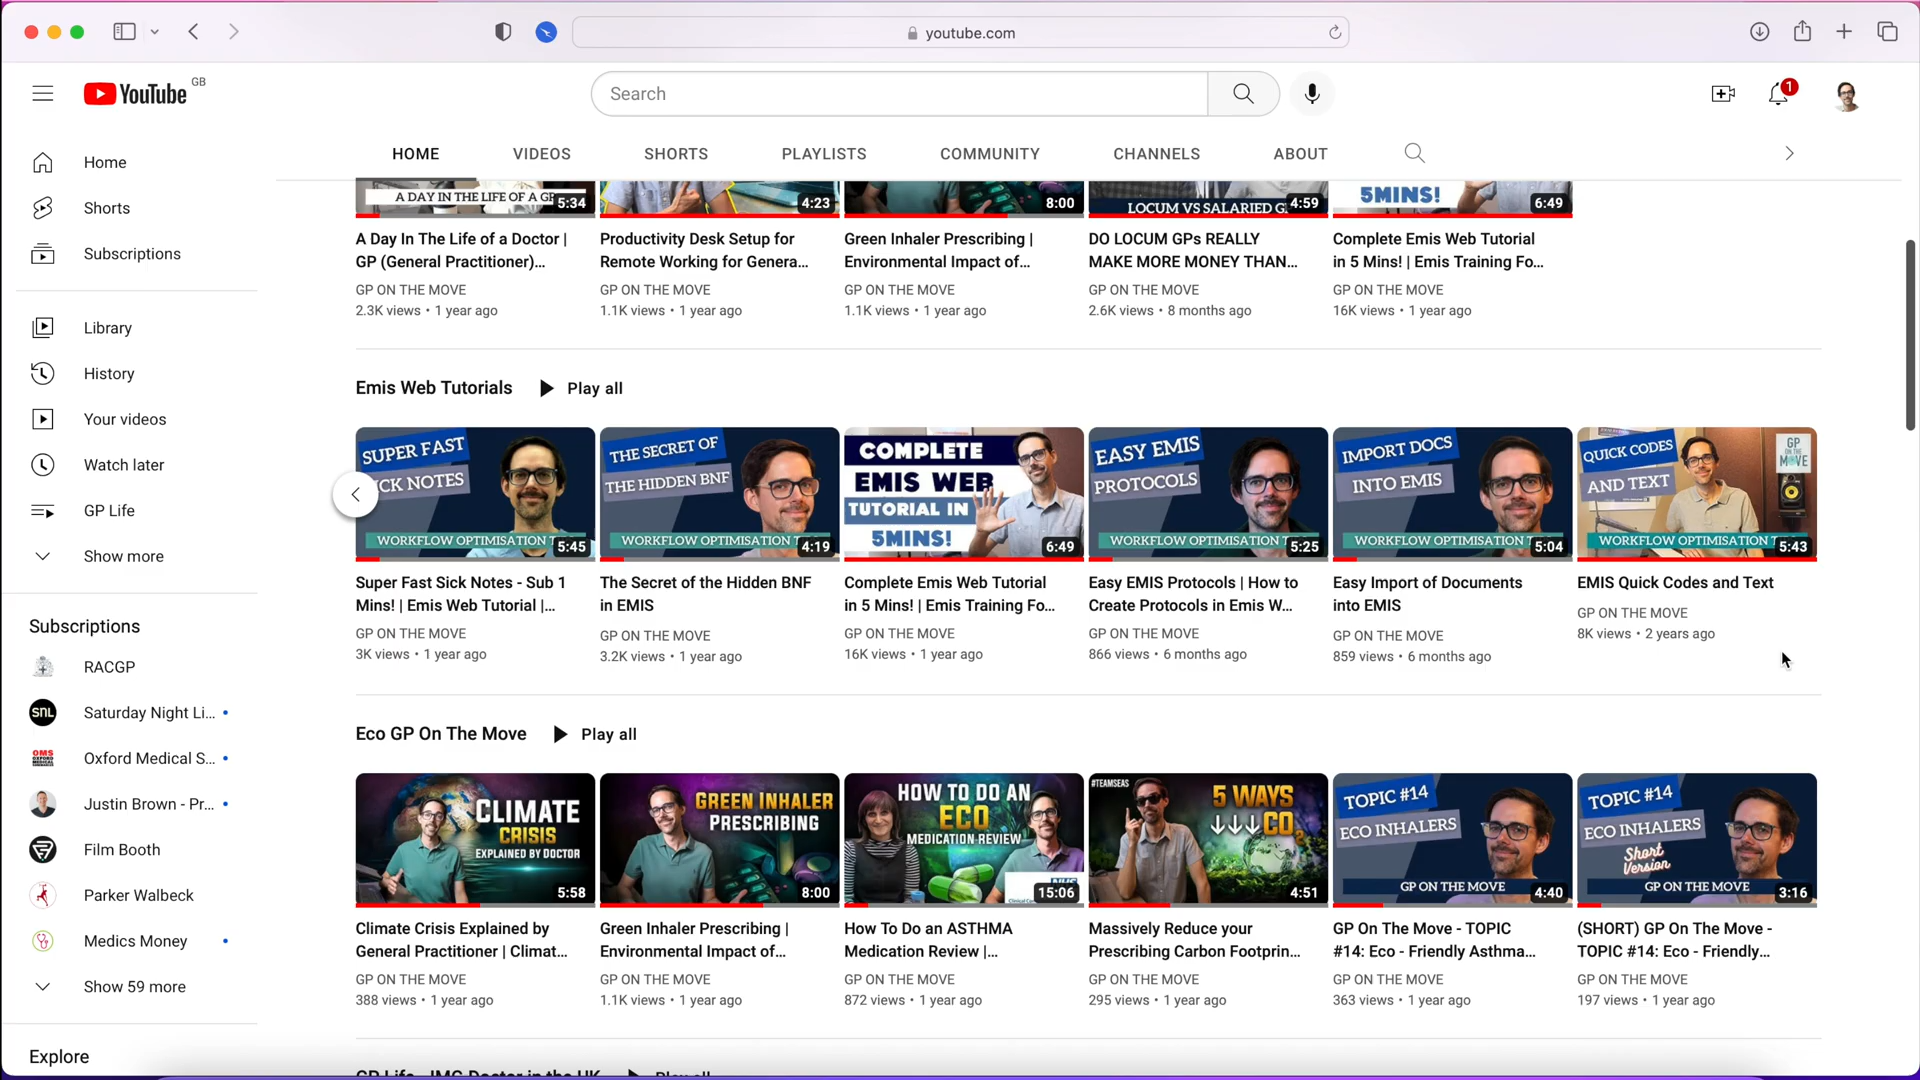 youtube.com
YouTube GB
Search
1
HOME VIDEOS SHORTS PLAYLISTS COMMUNITY CHANNELS ABOUT
Home
Shorts
Subscriptions
Library
History
Your videos
Watch later
GP Life
Show more
Subscriptions
RACGP
SNL
Saturday Night Li...
OMS
Oxford Medical S...
Justin Brown - Pr...
Film Booth
Parker Walbeck
Medics Money
Show 59 more
Explore
A DAY IN THE LIFE OF A GP
5:34
A Day In The Life of a Doctor |
GP (General Practitioner)...
GP ON THE MOVE
2.3K views • 1 year ago
4:23
Productivity Desk Setup for
Remote Working for Genera...
GP ON THE MOVE
1.1K views • 1 year ago
8:00
Green Inhaler Prescribing |
Environmental Impact of...
GP ON THE MOVE
1.1K views • 1 year ago
LOCUM VS SALARIED G
4:59
DO LOCUM GPs REALLY
MAKE MORE MONEY THAN...
GP ON THE MOVE
2.6K views • 8 months ago
5MINS!
6:49
Complete Emis Web Tutorial
in 5 Mins! | Emis Training Fo...
GP ON THE MOVE
16K views • 1 year ago
Emis Web Tutorials Play all
SUPER FAST
CK NOTES
WORKFLOW OPTIMISATION T
5:45
Super Fast Sick Notes - Sub 1
Mins! | Emis Web Tutorial |...
GP ON THE MOVE
3K views • 1 year ago
THE SECRET OF
THE HIDDEN BNF
WORKFLOW OPTIMISATION T
4:19
The Secret of the Hidden BNF
in EMIS
GP ON THE MOVE
3.2K views • 1 year ago
COMPLETE
EMIS WEB
TUTORIAL IN
5MINS!
6:49
Complete Emis Web Tutorial
in 5 Mins! | Emis Training Fo...
GP ON THE MOVE
16K views • 1 year ago
EASY EMIS
PROTOCOLS
WORKFLOW OPTIMISATION T
5:25
Easy EMIS Protocols | How to
Create Protocols in Emis W...
GP ON THE MOVE
866 views • 6 months ago
IMPORT DOCS
INTO EMIS
WORKFLOW OPTIMISATION T
5:04
Easy Import of Documents
into EMIS
GP ON THE MOVE
859 views • 6 months ago
QUICK CODES
AND TEXT
GP
ON THE
MOVE
WORKFLOW OPTIMISATION T
5:43
EMIS Quick Codes and Text
GP ON THE MOVE
8K views • 2 years ago
Eco GP On The Move Play all
CLIMATE
CRISIS
EXPLAINED BY DOCTOR
5:58
Climate Crisis Explained by
General Practitioner | Climat...
GP ON THE MOVE
388 views • 1 year ago
GREEN INHALER
PRESCRIBING
8:00
Green Inhaler Prescribing |
Environmental Impact of...
GP ON THE MOVE
1.1K views • 1 year ago
HOW TO DO AN
ECO
MEDICATION REVIEW
NHS
15:06
How To Do an ASTHMA
Medication Review |...
GP ON THE MOVE
872 views • 1 year ago
#TEAMSEAS
5 WAYS
↓↓↓CO2
4:51
Massively Reduce your
Prescribing Carbon Footprin...
GP ON THE MOVE
295 views • 1 year ago
TOPIC #14
ECO INHALERS
GP ON THE MOVE
4:40
GP On The Move - TOPIC
#14: Eco - Friendly Asthma...
GP ON THE MOVE
363 views • 1 year ago
TOPIC #14
ECO INHALERS
Short
Version
GP ON THE MOVE
3:16
(SHORT) GP On The Move -
TOPIC #14: Eco - Friendly...
GP ON THE MOVE
197 views • 1 year ago
GP Life - IMG Doctor in the UK Play all